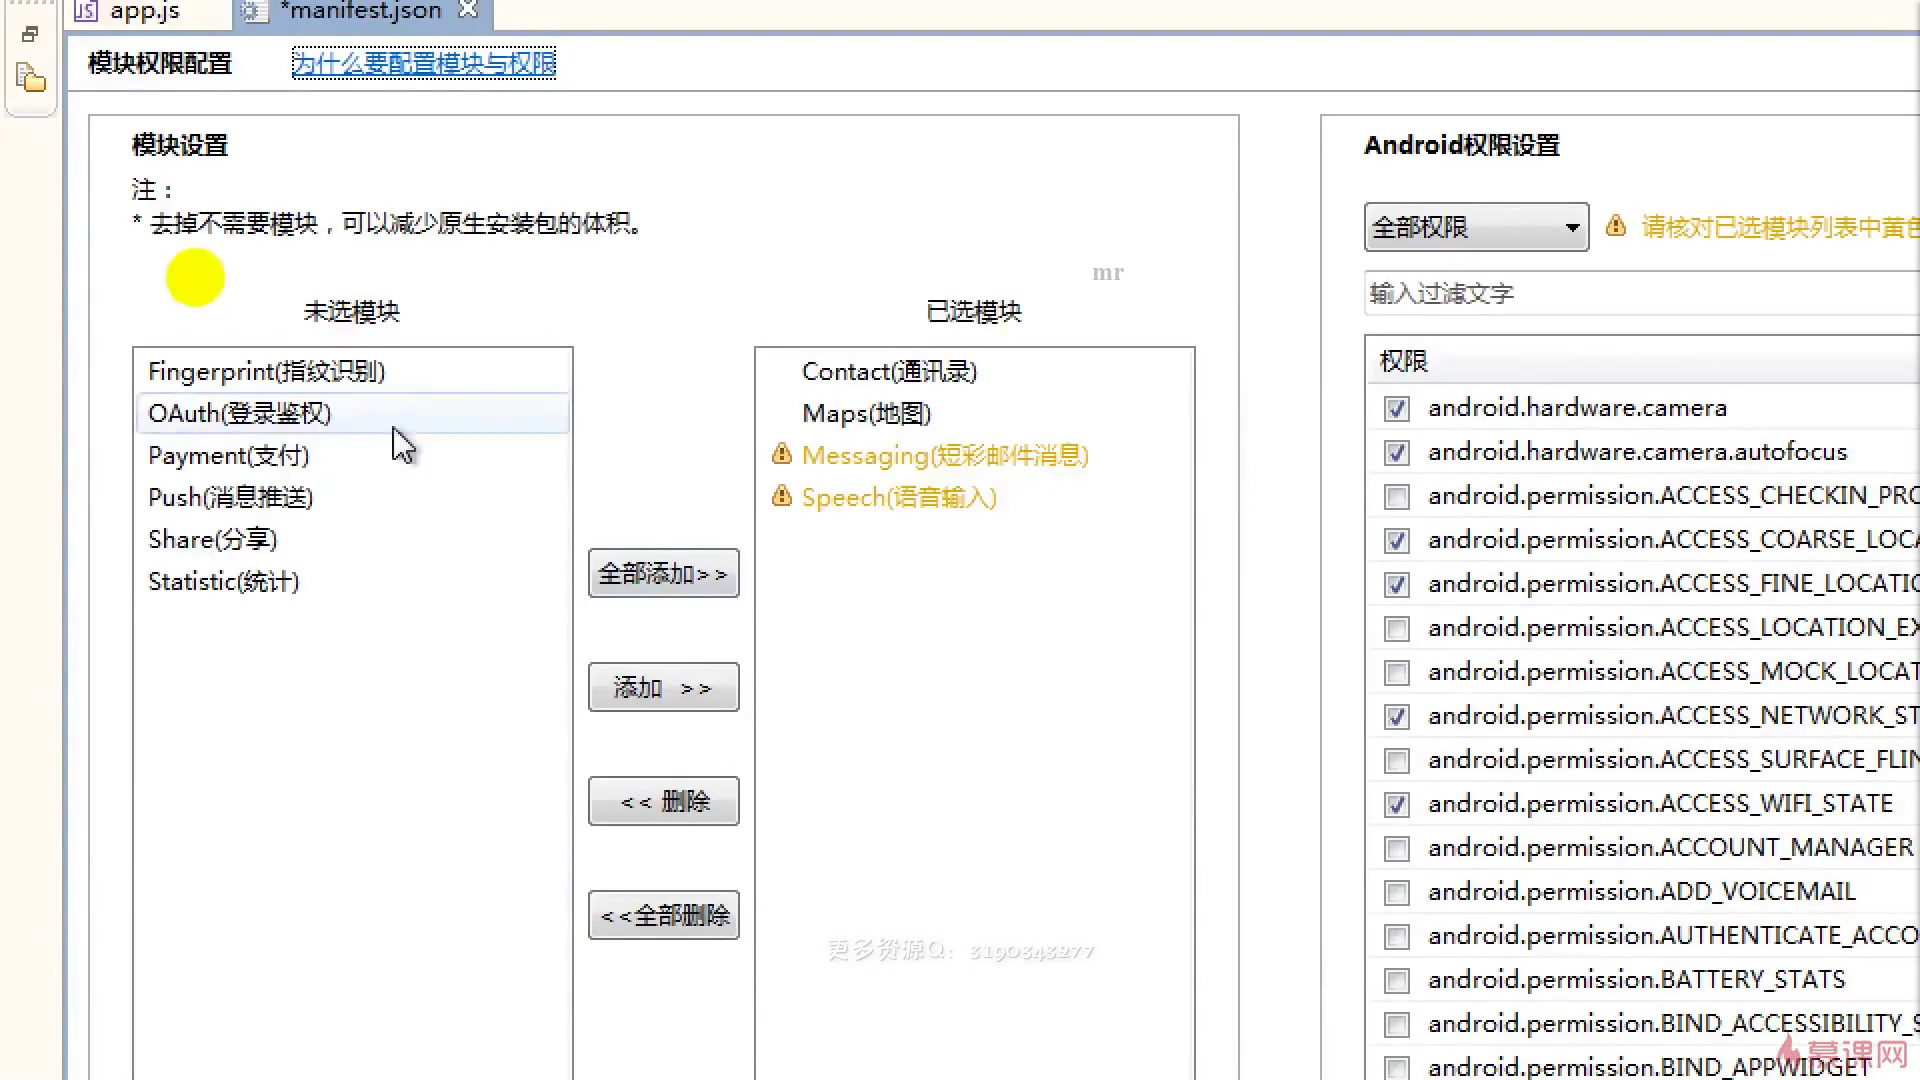 app.js
*manifest.json
模块权限配置
为什么要配置模块与权限
模块设置
注：
* 去掉不需要模块，可以减少原生安装包的体积。
mr
未选模块
已选模块
Fingerprint(指纹识别)
OAuth(登录鉴权)
Payment(支付)
Push(消息推送)
Share(分享)
Statistic(统计)
全部添加>>
添加 >>
<< 删除
<<全部删除
Contact(通讯录)
Maps(地图)
Messaging(短彩邮件消息)
Speech(语音输入)
更多资源Q: 3190343277
Android权限设置
全部权限
请核对已选模块列表中黄色
输入过滤文字
权限
android.hardware.camera
android.hardware.camera.autofocus
android.permission.ACCESS_CHECKIN_PRO
android.permission.ACCESS_COARSE_LOCA
android.permission.ACCESS_FINE_LOCATIO
android.permission.ACCESS_LOCATION_EX
android.permission.ACCESS_MOCK_LOCAT
android.permission.ACCESS_NETWORK_ST
android.permission.ACCESS_SURFACE_FLIN
android.permission.ACCESS_WIFI_STATE
android.permission.ACCOUNT_MANAGER
android.permission.ADD_VOICEMAIL
android.permission.AUTHENTICATE_ACCO
android.permission.BATTERY_STATS
android.permission.BIND_ACCESSIBILITY_S
android.permission.BIND_APPWIDGET
慕课网